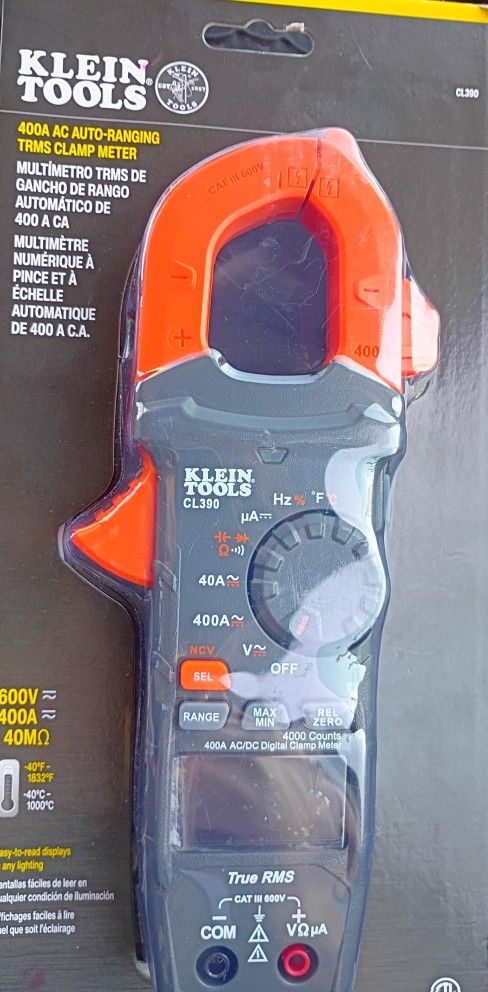 KLEIN
TOOLS®
KLEIN
EST. 1857
TOOLS
CL390
400A AC AUTO-RANGING
TRMS CLAMP METER
MULTÍMETRO TRMS DE
GANCHO DE RANGO
AUTOMÁTICO DE
400 A CA
MULTIMÈTRE
NUMÉRIQUE À
PINCE ET À
ÉCHELLE
AUTOMATIQUE
DE 400 A C.A.
CAT III 600V
400
KLEIN
TOOLS®
CL390
Hz % °F°C
µA
Ω
40A
400A
V
OFF
NCV
SEL
RANGE
MAX
MIN
REL
ZERO
4000 Counts
400A AC/DC Digital Clamp Meter
True RMS
CAT III 600V
− +
COM
VΩµA
600V
400A
40MΩ
-40°F -
1832°F
-40°C -
1000°C
easy-to-read displays
any lighting
fáciles de leer en
condición de iluminación
faciles à lire
que soit l'éclairage